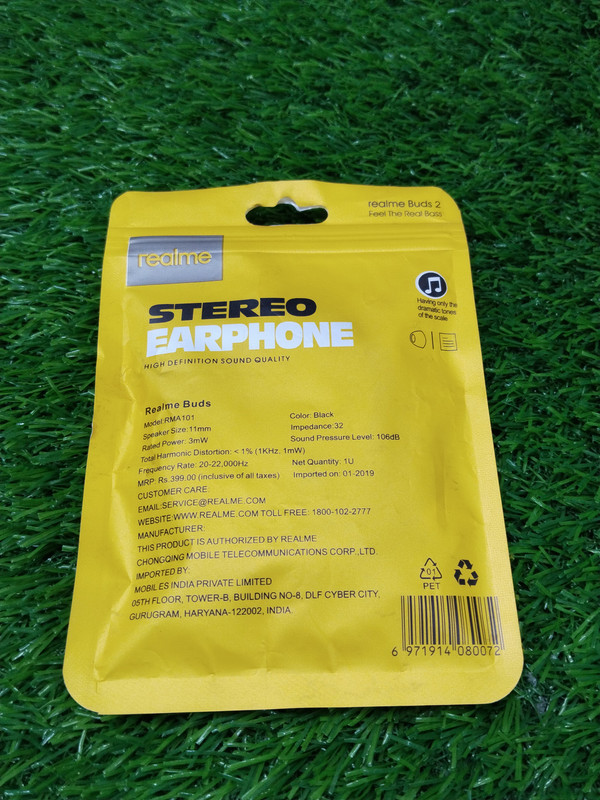 realme Buds 2
Feel The Real Bass
realme
STEREO
EARPHONE
HIGH DEFINITION SOUND QUALITY
Having only the
dramatic tones
of the scale
Realme Buds
Model:RMA101
Color: Black
Speaker Size:11mm
Impedance:32
Rated Power: 3mW
Sound Pressure Level: 106dB
Total Harmonic Distortion: < 1% (1KHz, 1mW)
Frequency Rate: 20-22,000Hz
Net Quantity: 1U
MRP: Rs.399.00 (inclusive of all taxes)
Imported on: 01-2019
CUSTOMER CARE
EMAIL:SERVICE@REALME.COM
WEBSITE:WWW.REALME.COM TOLL FREE: 1800-102-2777
MANUFACTURER:
THIS PRODUCT IS AUTHORIZED BY REALME
CHONGQING MOBILE TELECOMMUNICATIONS CORP.,LTD.
IMPORTED BY:
MOBIL ES INDIA PRIVATE LIMITED
05TH FLOOR, TOWER-B, BUILDING NO-8, DLF CYBER CITY,
GURUGRAM, HARYANA-122002, INDIA.
01
PET
6 971914 080072